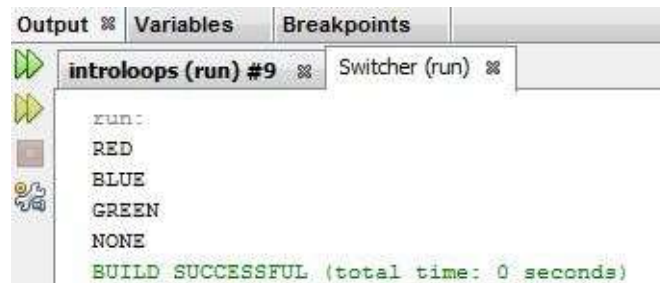 Output Variables Breakpoints
introloops (run) #9 Switcher (run)
run:
RED
BLUE
GREEN
NONE
BUILD SUCCESSFUL (total time: 0 seconds)